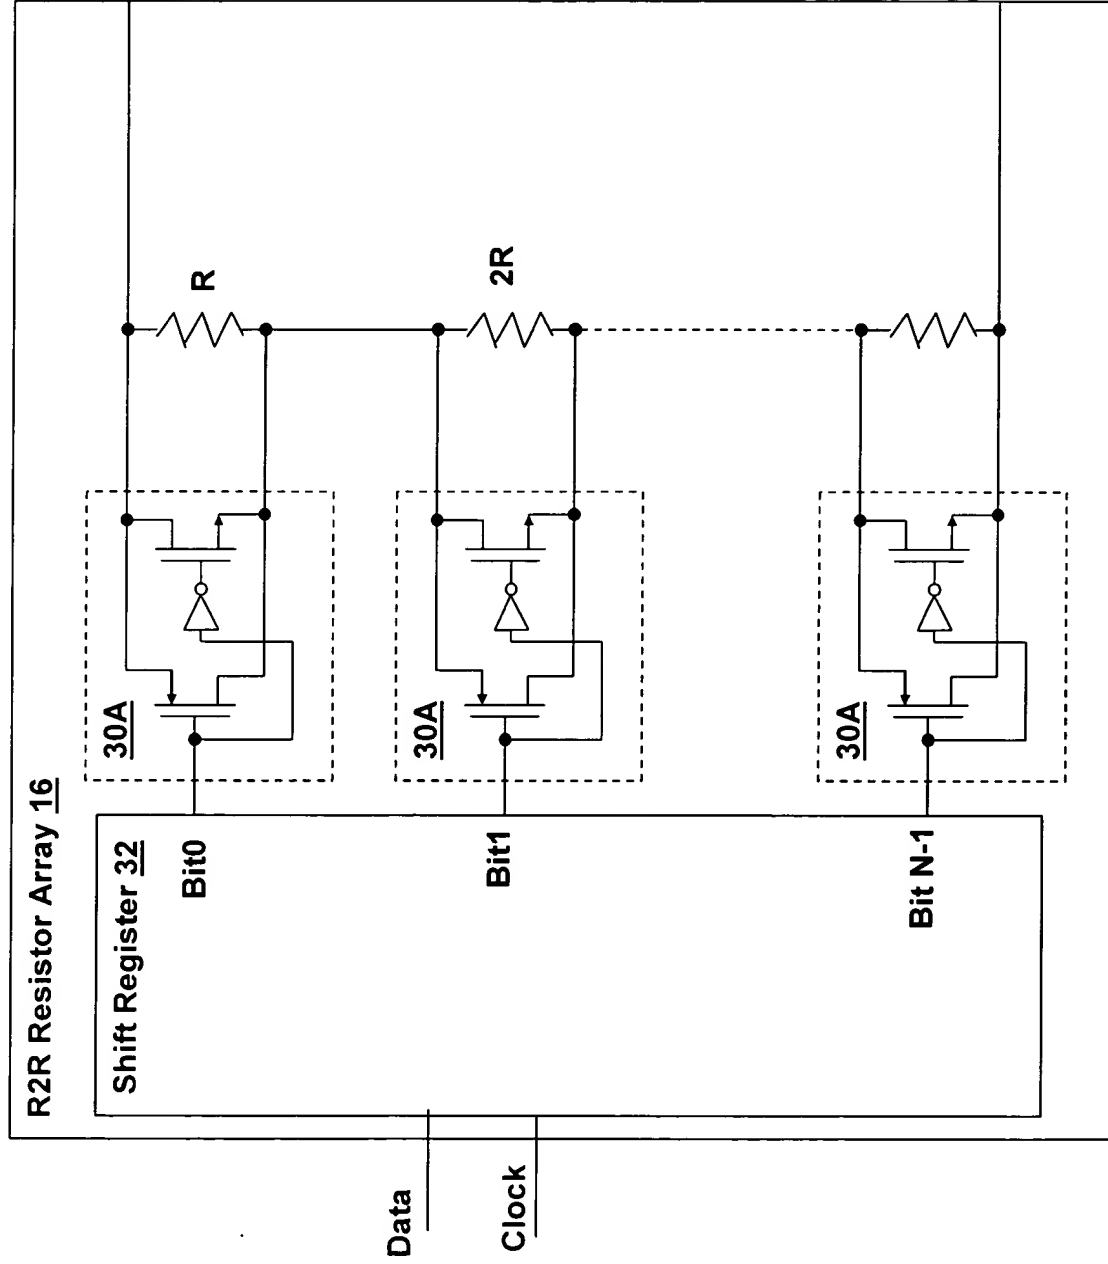 R2R Resistor Array 16
Shift Register 32
Data
Clock
Bit0
Bit1
Bit N-1
30A
30A
30A
R
2R